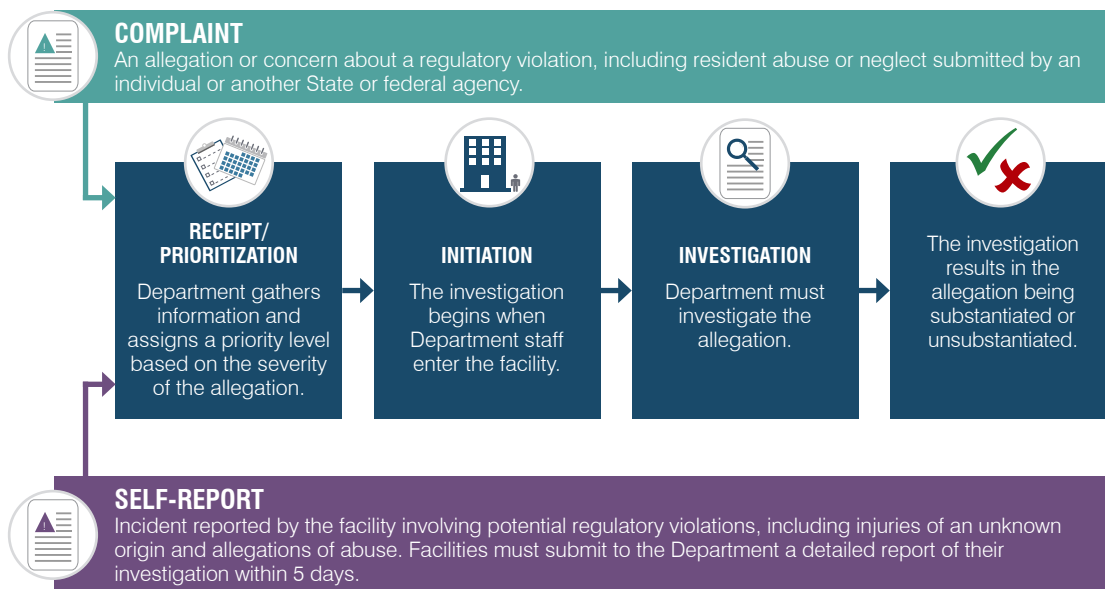 COMPLAINT
An allegation or concern about a regulatory violation, including resident abuse or neglect submitted by an
individual or another State or federal agency.
RECEIPT/
PRIORITIZATION
Department gathers
information and
assigns a priority level
based on the severity
of the allegation.
INITIATION
The investigation
begins when
Department staff
enter the facility.
INVESTIGATION
Department must
investigate the
allegation.
The investigation
results in the
allegation being
substantiated or
unsubstantiated.
SELF-REPORT
Incident reported by the facility involving potential regulatory violations, including injuries of an unknown
origin and allegations of abuse. Facilities must submit to the Department a detailed report of their
investigation within 5 days.